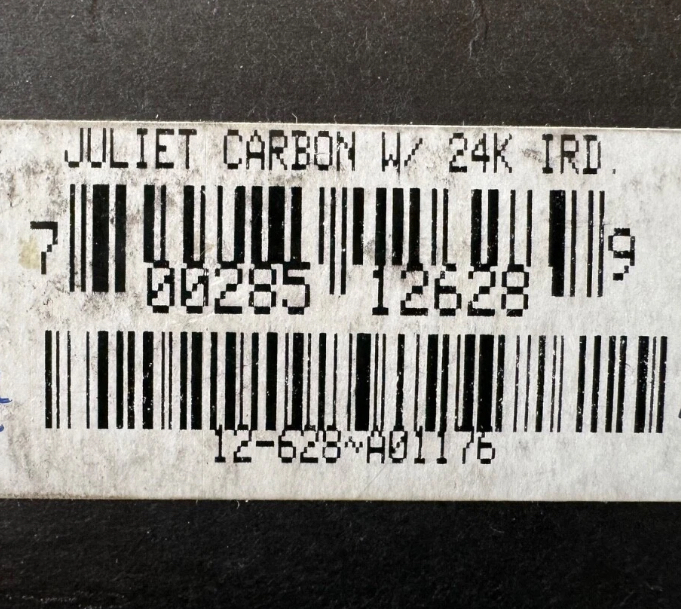 JULIET CARBON W/ 24K IRD.
7 00285 12628 9
12-628~A01176